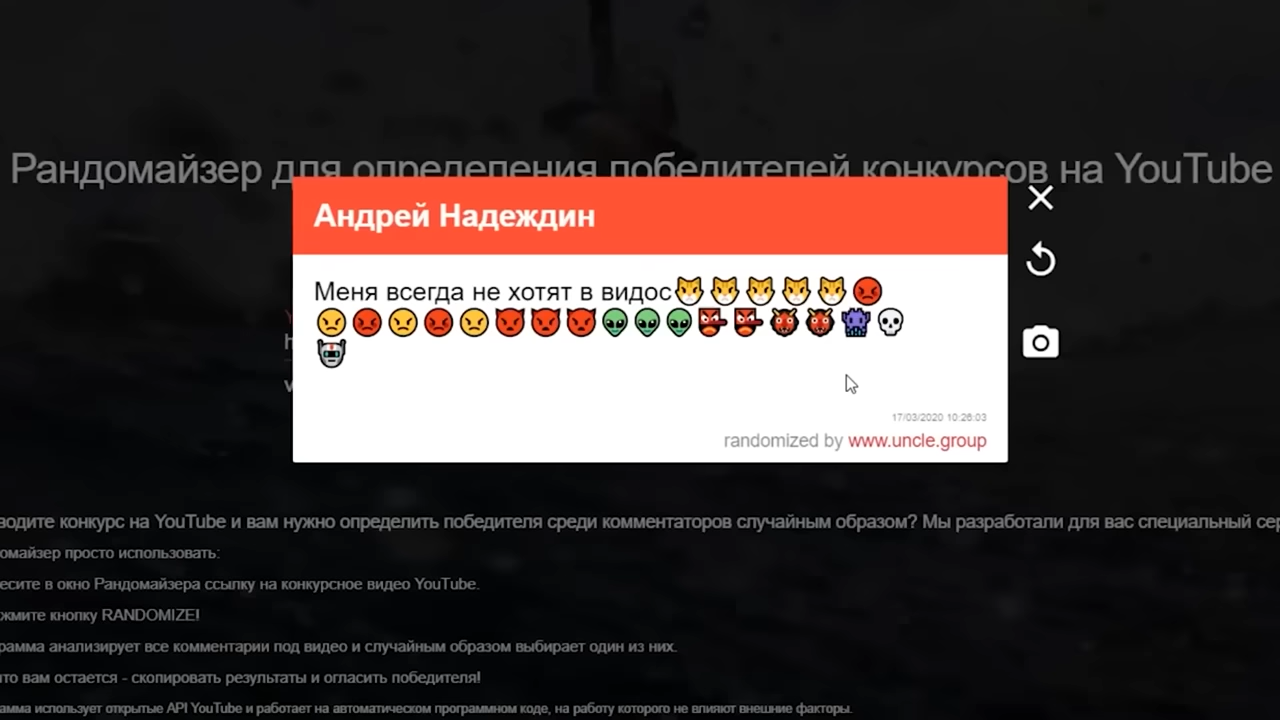 Рандомайзер для определения победителей конкурсов на YouTube
Андрей Надеждин
Меня всегда не хотят в видос😼😼😼😼😼😡
😠😡😠😡😠😈😈😈👽👽👽👺👺👹👹👾💀
🤖
17/03/2020 10:26:03
randomized by www.uncle.group
водите конкурс на YouTube и вам нужно определить победителя среди комментаторов случайным образом? Мы разработали для вас специальный сер
омайзер просто использовать:
есите в окно Рандомайзера ссылку на конкурсное видео YouTube.
жмите кнопку RANDOMIZE!
рамма анализирует все комментарии под видео и случайным образом выбирает один из них.
то вам остается - скопировать результаты и огласить победителя!
амма использует открытые API YouTube и работает на автоматическом программном коде, на работу которого не влияют внешние факторы.